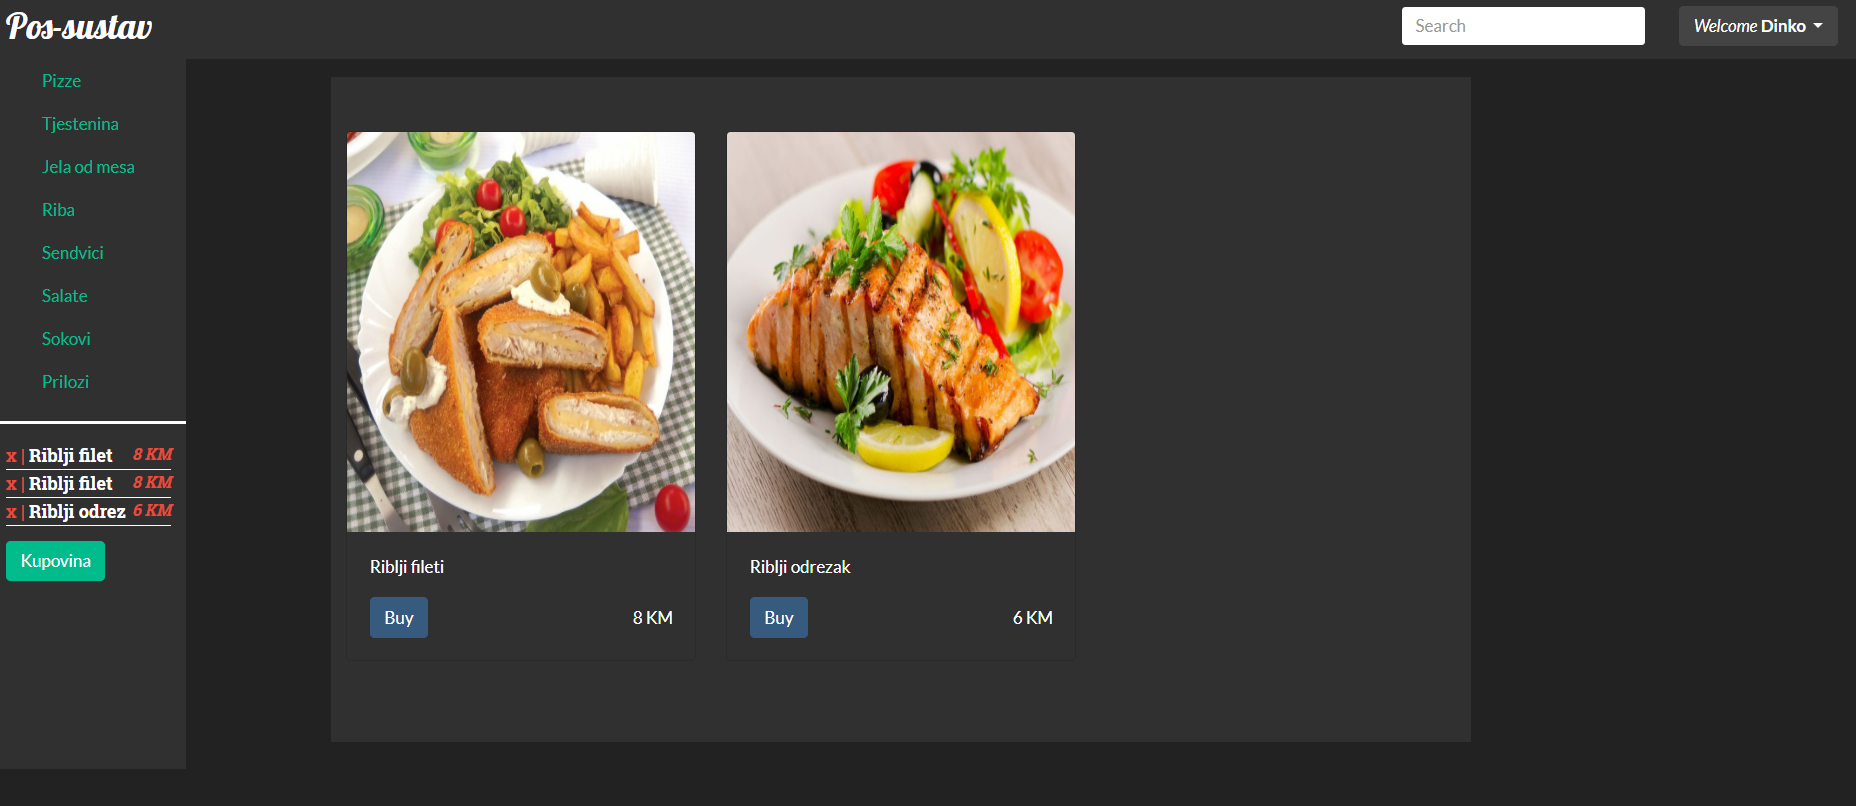 Pos-sustav
Search
Welcome Dinko
Pizze
Tjestenina
Jela od mesa
Riba
Sendvici
Salate
Sokovi
Prilozi
x | Riblji filet 8 KM
x | Riblji filet 8 KM
x | Riblji odrez 6 KM
Kupovina
Riblji fileti
Buy 8 KM
Riblji odrezak
Buy 6 KM